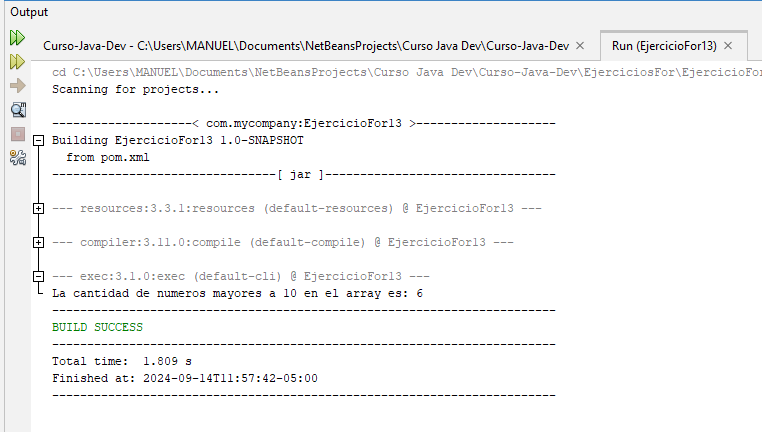 Output
Curso-Java-Dev - C:\Users\MANUEL\Documents\NetBeansProjects\Curso Java Dev\Curso-Java-Dev × Run (EjercicioFor13) ×
cd C:\Users\MANUEL\Documents\NetBeansProjects\Curso Java Dev\Curso-Java-Dev\EjerciciosFor\EjercicioFor
Scanning for projects...
--------------------< com.mycompany:EjercicioFor13 >--------------------
Building EjercicioFor13 1.0-SNAPSHOT
from pom.xml
--------------------------------[ jar ]---------------------------------
--- resources:3.3.1:resources (default-resources) @ EjercicioFor13 ---
--- compiler:3.11.0:compile (default-compile) @ EjercicioFor13 ---
--- exec:3.1.0:exec (default-cli) @ EjercicioFor13 ---
La cantidad de numeros mayores a 10 en el array es: 6
------------------------------------------------------------------------
BUILD SUCCESS
------------------------------------------------------------------------
Total time:  1.809 s
Finished at: 2024-09-14T11:57:42-05:00
------------------------------------------------------------------------